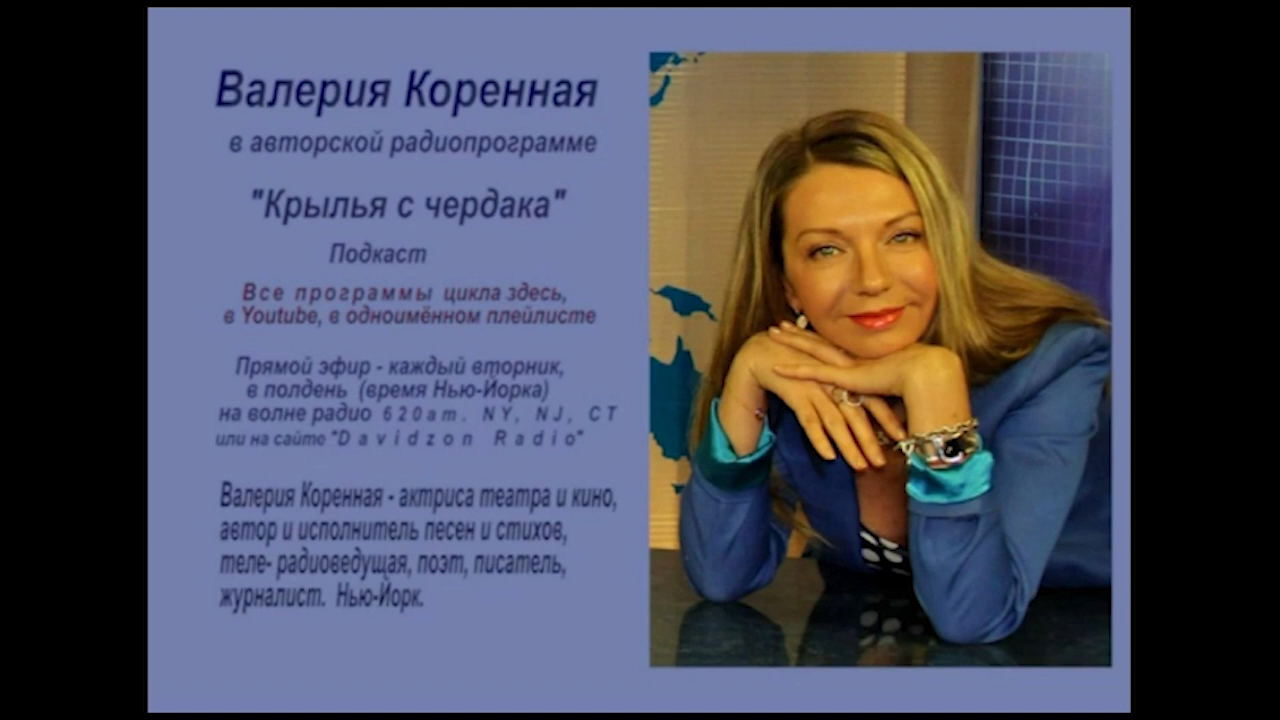 Валерия Коренная
в авторской радиопрограмме
"Крылья с чердака"
Подкаст
Все программы цикла здесь,
в Youtube, в одноимённом плейлисте
Прямой эфир - каждый вторник,
в полдень (время Нью-Йорка)
на волне радио 620am. NY, NJ, CT
или на сайте "Davidzon Radio"
Валерия Коренная - актриса театра и кино,
автор и исполнитель песен и стихов,
теле- радиоведущая, поэт, писатель,
журналист. Нью-Йорк.